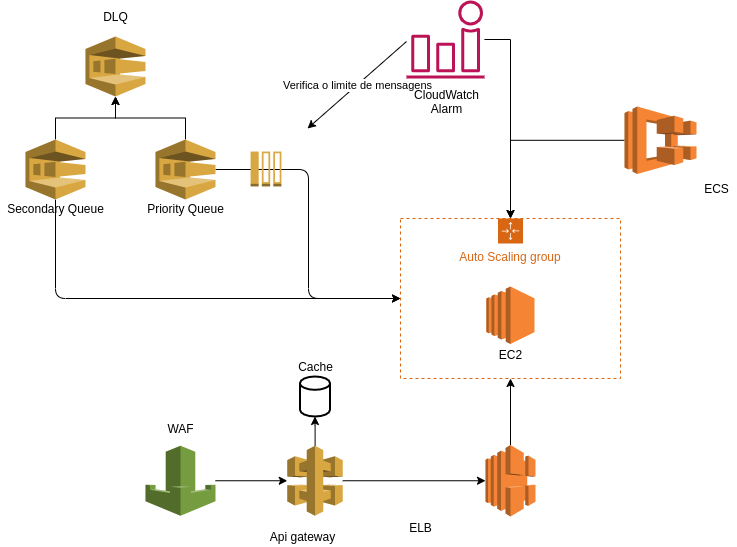 DLQ
Verifica o limite de mensagens
CloudWatch
Alarm
ECS
Secondary Queue
Priority Queue
Auto Scaling group
EC2
Cache
WAF
Api gateway
ELB